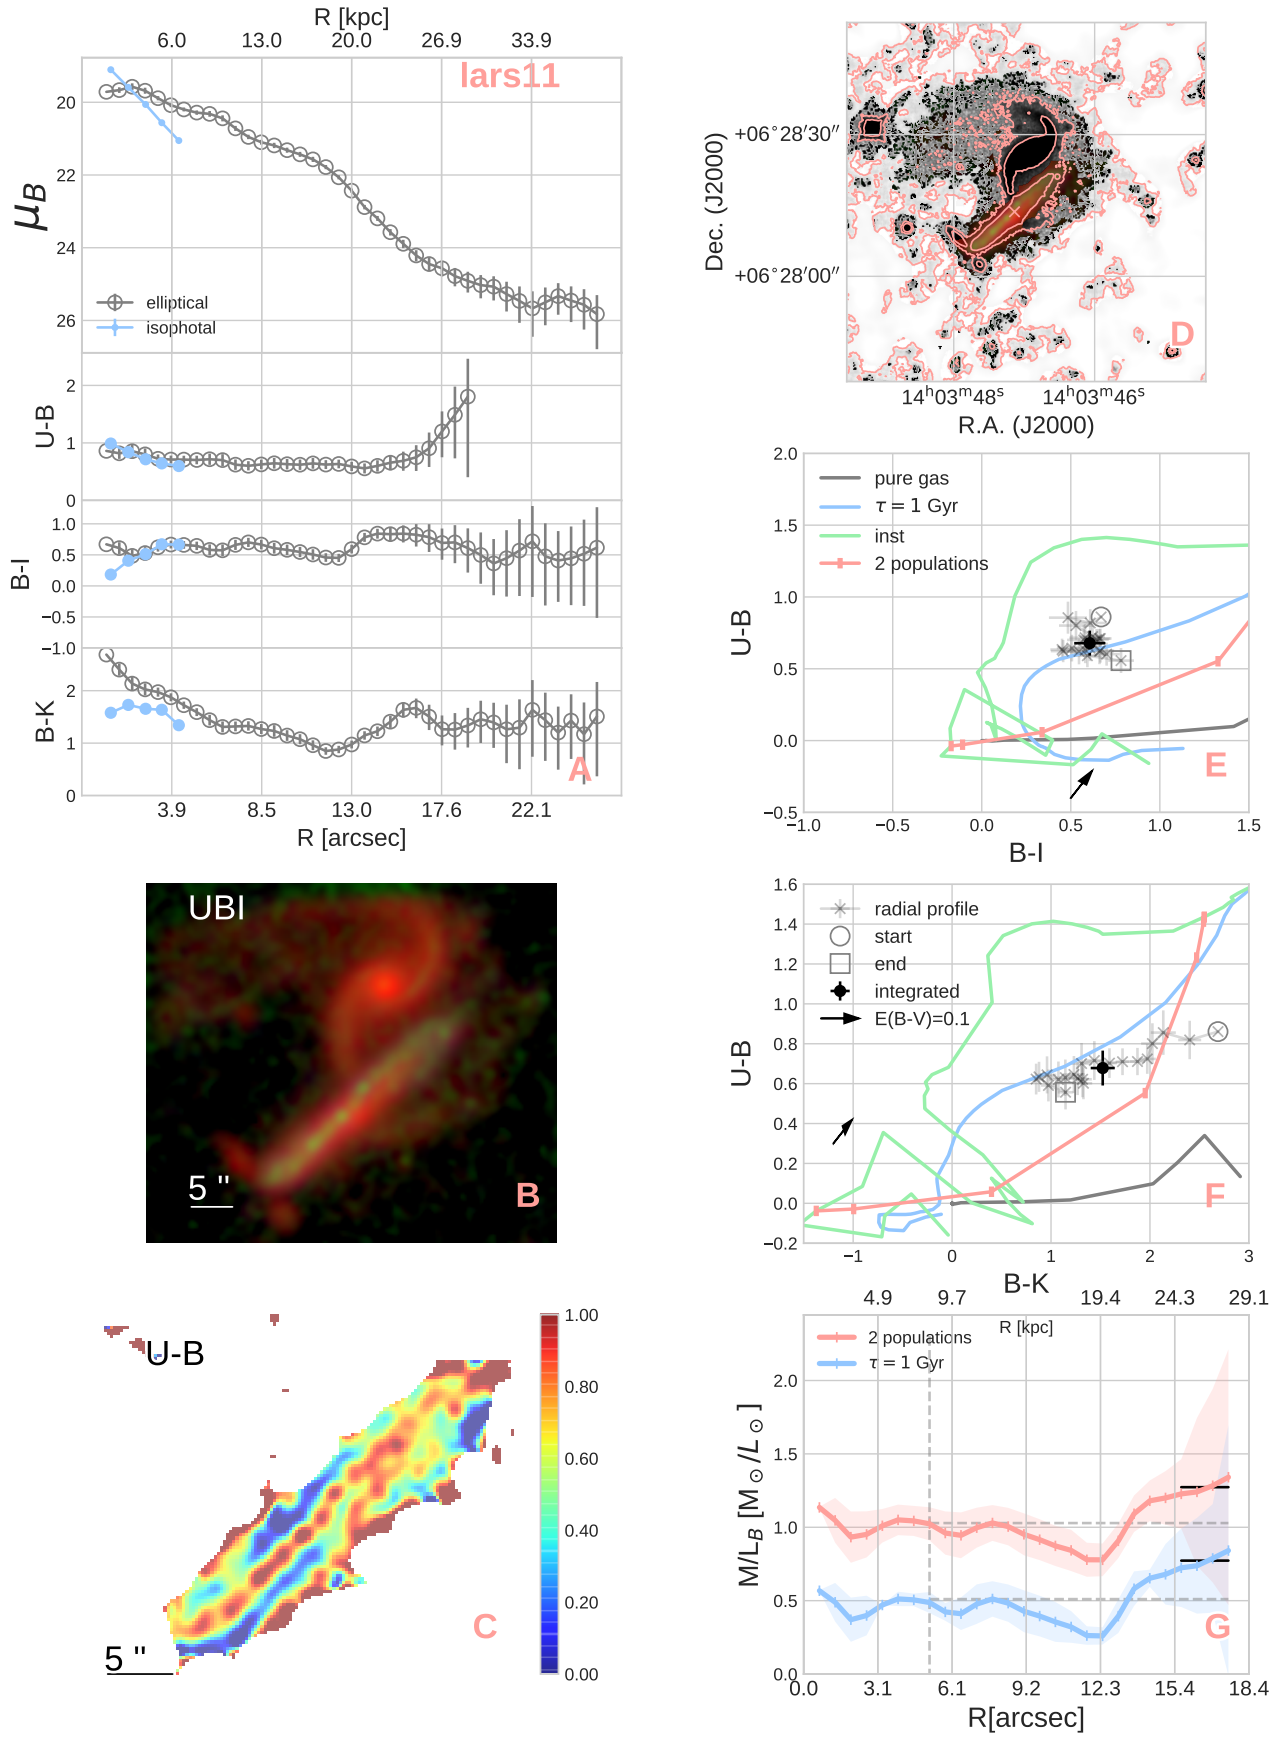 R [kpc]
6.0 13.0 20.0 26.9 33.9
lars11
20
22
24
26
μB
elliptical
isophotal
2
1
0
U-B
1.0
0.5
0.0
−0.5
−1.0
B-I
2
1
0
B-K
A
3.9 8.5 13.0 17.6 22.1
R [arcsec]
+06°28′30″
+06°28′00″
Dec. (J2000)
D
14h03m48s 14h03m46s
R.A. (J2000)
2.0
1.5
1.0
0.5
0.0
−0.5
U-B
pure gas
τ = 1 Gyr
inst
2 populations
E
−1.0 −0.5 0.0 0.5 1.0 1.5
B-I
UBI
5 "
B
1.6
1.4
1.2
1.0
0.8
0.6
0.4
0.2
0.0
−0.2
U-B
radial profile
start
end
integrated
E(B-V)=0.1
F
−1 0 1 2 3
B-K
U-B
5 "
C
1.00
0.80
0.60
0.40
0.20
0.00
4.9 9.7 19.4 24.3 29.1
R [kpc]
2 populations
τ = 1 Gyr
2.0
1.5
1.0
0.5
0.0
M/LB [M⊙/L⊙]
G
0.0 3.1 6.1 9.2 12.3 15.4 18.4
R[arcsec]